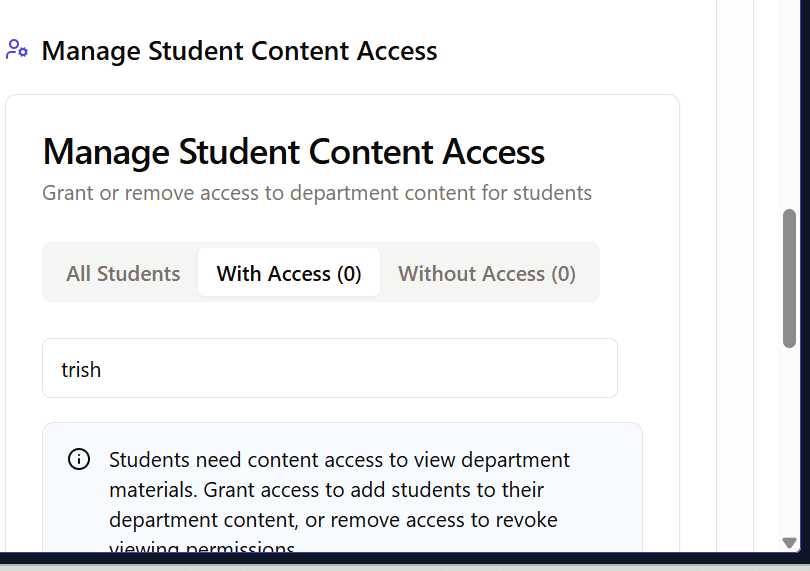 Manage Student Content Access
Manage Student Content Access
Grant or remove access to department content for students
All Students With Access (0) Without Access (0)
trish
Students need content access to view department
materials. Grant access to add students to their
department content, or remove access to revoke
viewing permissions.